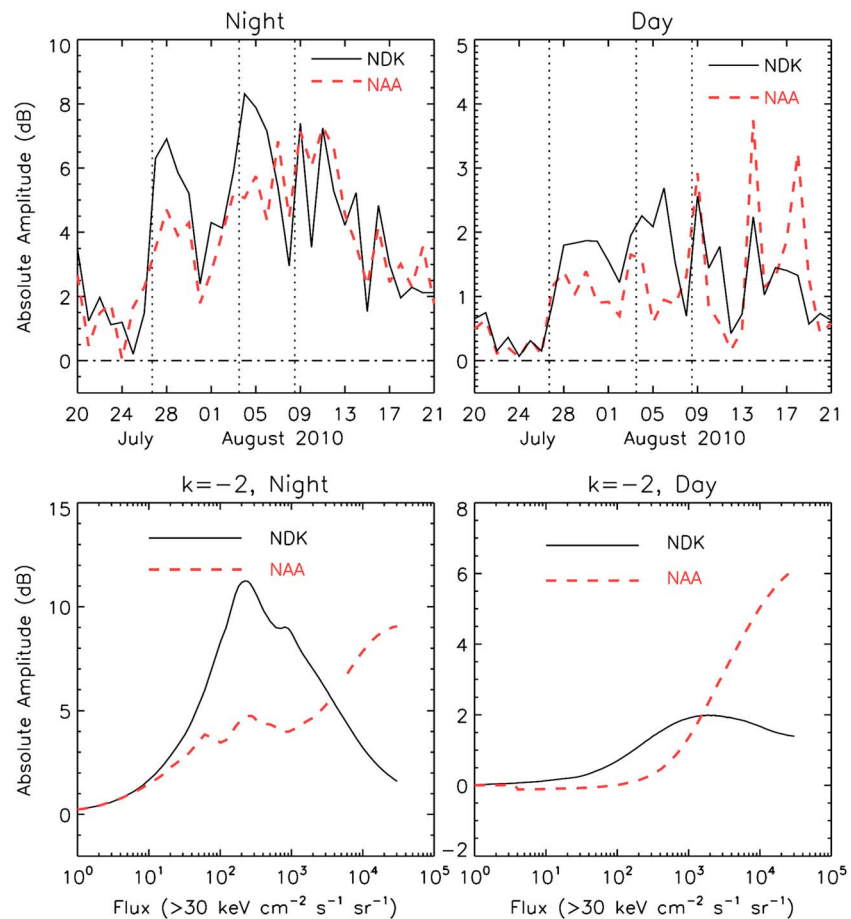 Night
Day
10
8
6
4
2
0
Absolute Amplitude (dB)
NDK
NAA
20 24 28 01 05 09 13 17 21
July August 2010
5
4
3
2
1
0
NDK
NAA
20 24 28 01 05 09 13 17 21
July August 2010
k=-2, Night
k=-2, Day
15
10
5
0
Absolute Amplitude (dB)
NDK
NAA
10^0 10^1 10^2 10^3 10^4 10^5
Flux (>30 keV cm^-2 s^-1 sr^-1)
8
6
4
2
0
-2
NDK
NAA
10^0 10^1 10^2 10^3 10^4 10^5
Flux (>30 keV cm^-2 s^-1 sr^-1)